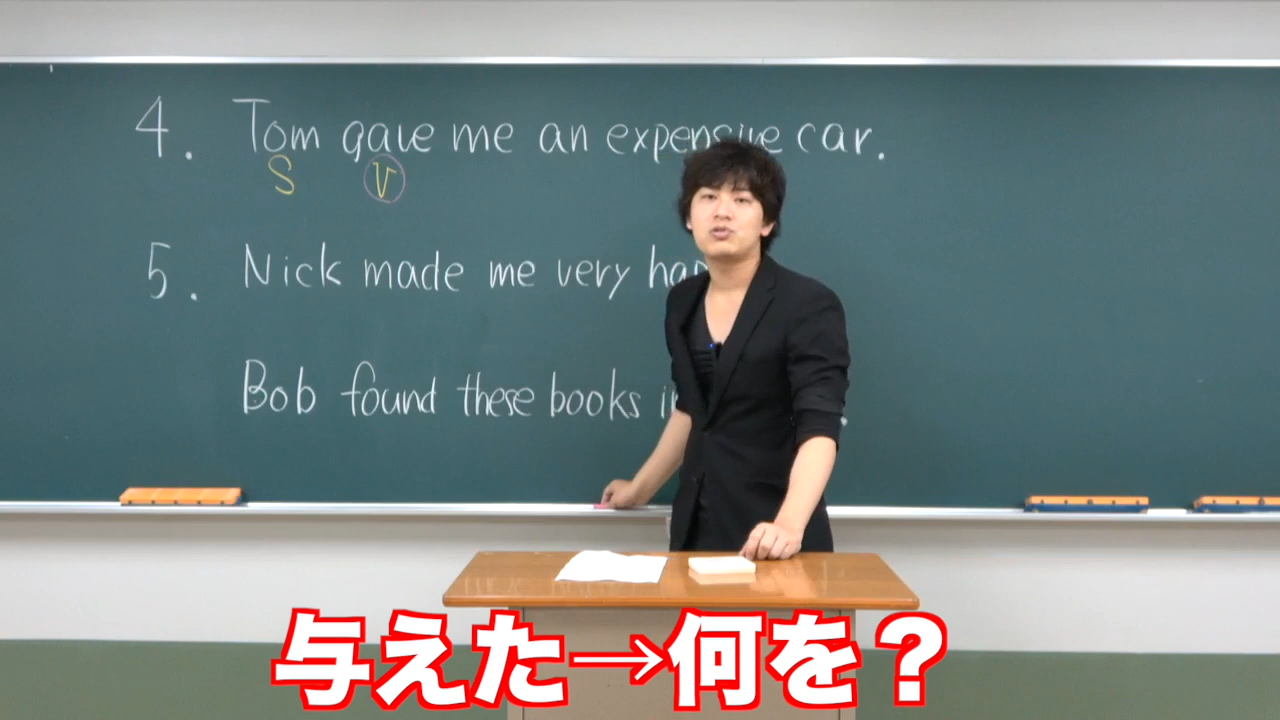 4. Tom gave me an expensive car.
S V
5. Nick made me very
Bob found these books
与えた→何を？